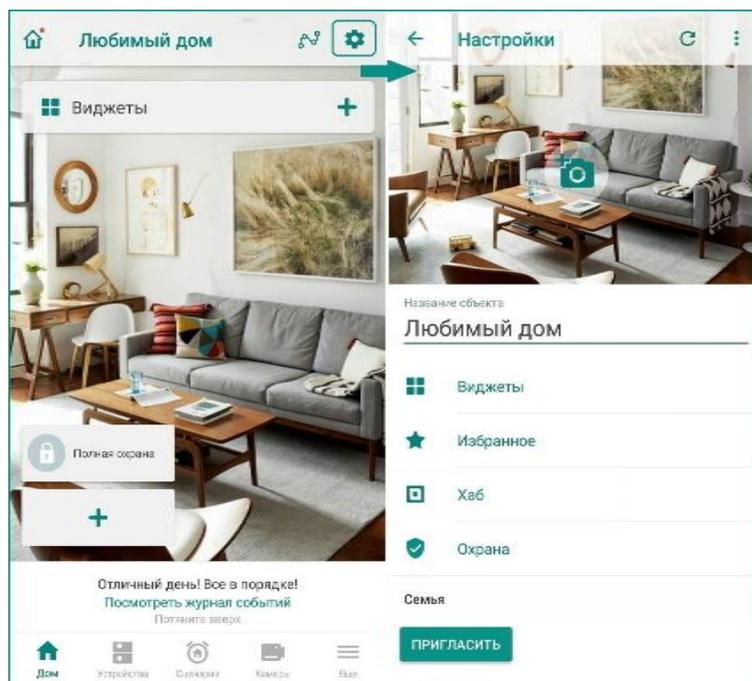 Любимый дом
Виджеты
Полная охрана
Отличный день! Все в порядке!
Посмотреть журнал событий
Потяните вверх
Дом
Устройства
Сценарии
Камеры
Еще
Настройки
Название объекта
Любимый дом
Виджеты
Избранное
Хаб
Охрана
Семья
ПРИГЛАСИТЬ